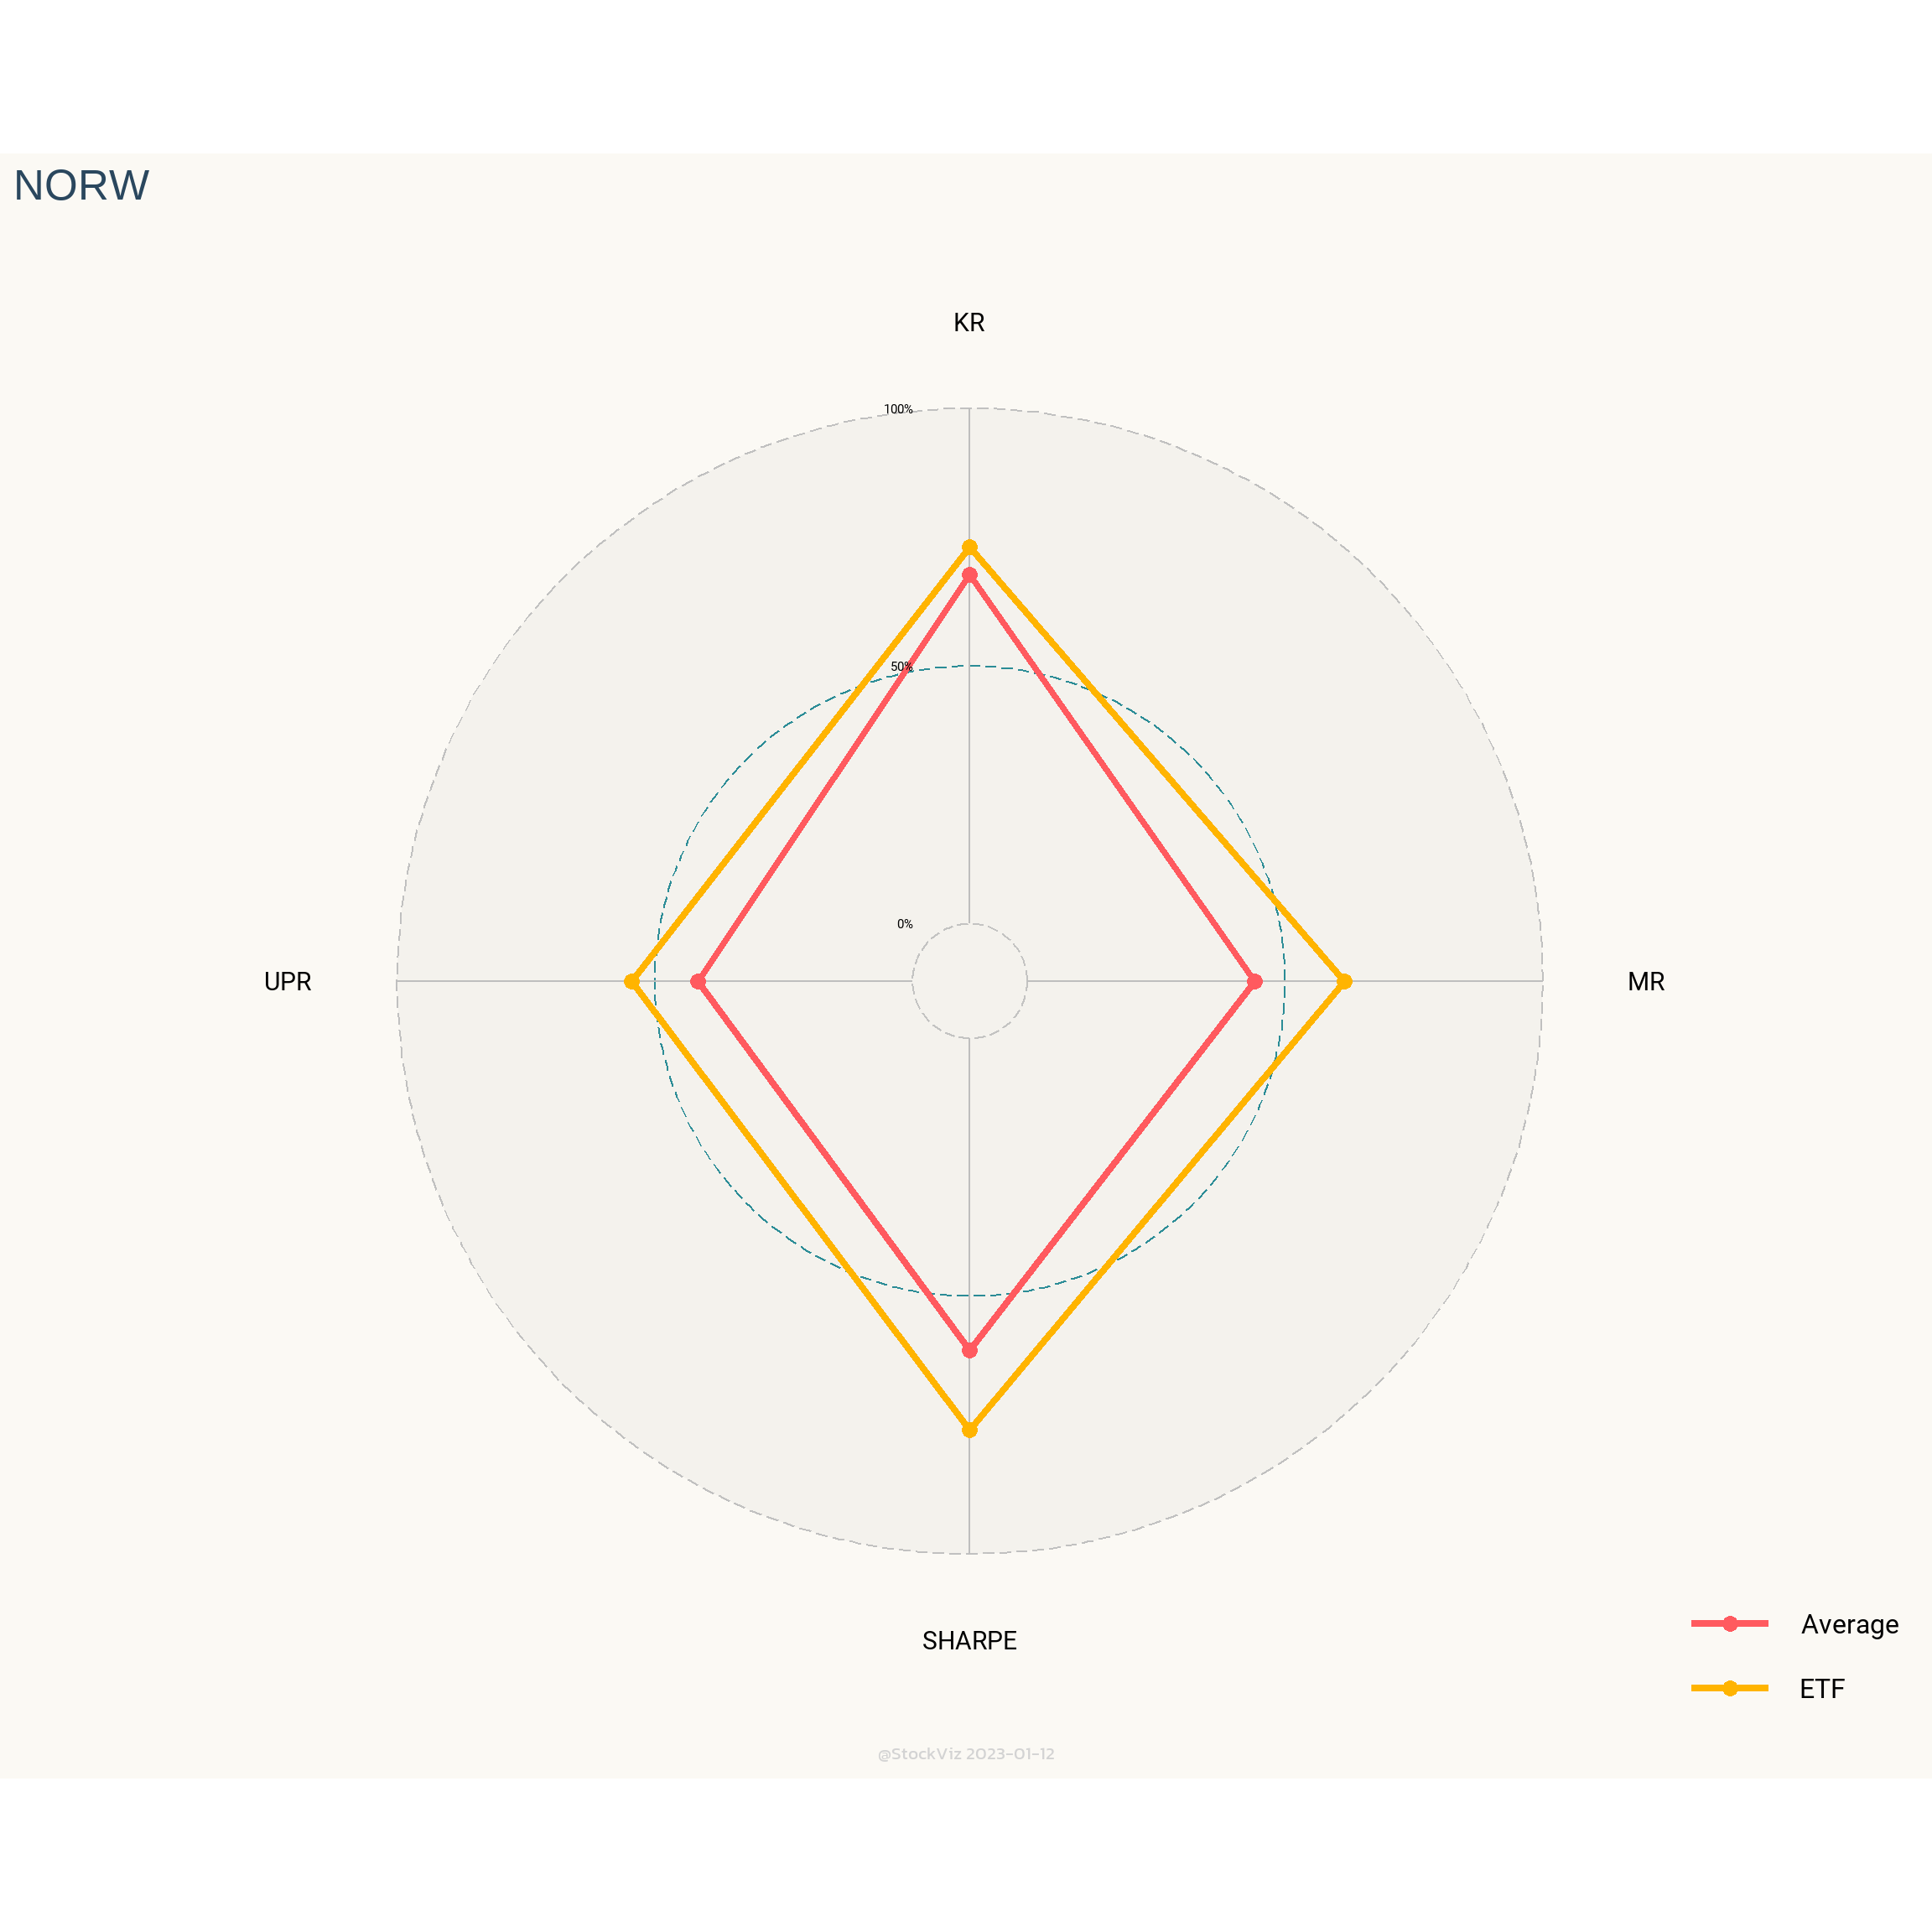 NORW
KR
100%
50%
0%
UPR
MR
SHARPE
Average
ETF
@StockViz 2023-01-12